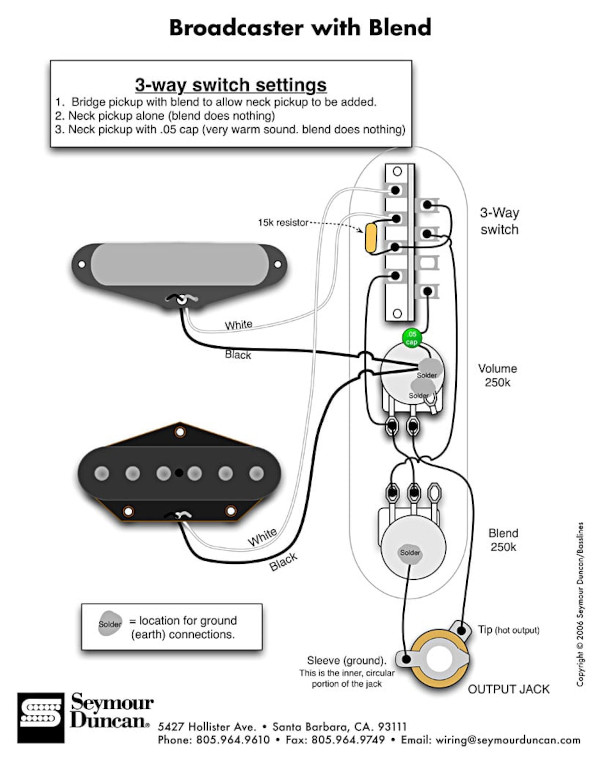 Broadcaster with Blend
3-way switch settings
1. Bridge pickup with blend to allow neck pickup to be added.
2. Neck pickup alone (blend does nothing)
3. Neck pickup with .05 cap (very warm sound. blend does nothing)
3-Way
switch
15k resistor
White
Black
.05
cap
Solder
Solder
Volume
250k
White
Black
Solder
Blend
250k
Solder
= location for ground
(earth) connections.
Tip (hot output)
Sleeve (ground).
This is the inner, circular
portion of the jack
OUTPUT JACK
Copyright © 2006 Seymour Duncan/Basslines
Seymour
Duncan®
5427 Hollister Ave. • Santa Barbara, CA. 93111
Phone: 805.964.9610 • Fax: 805.964.9749 • Email: wiring@seymourduncan.com